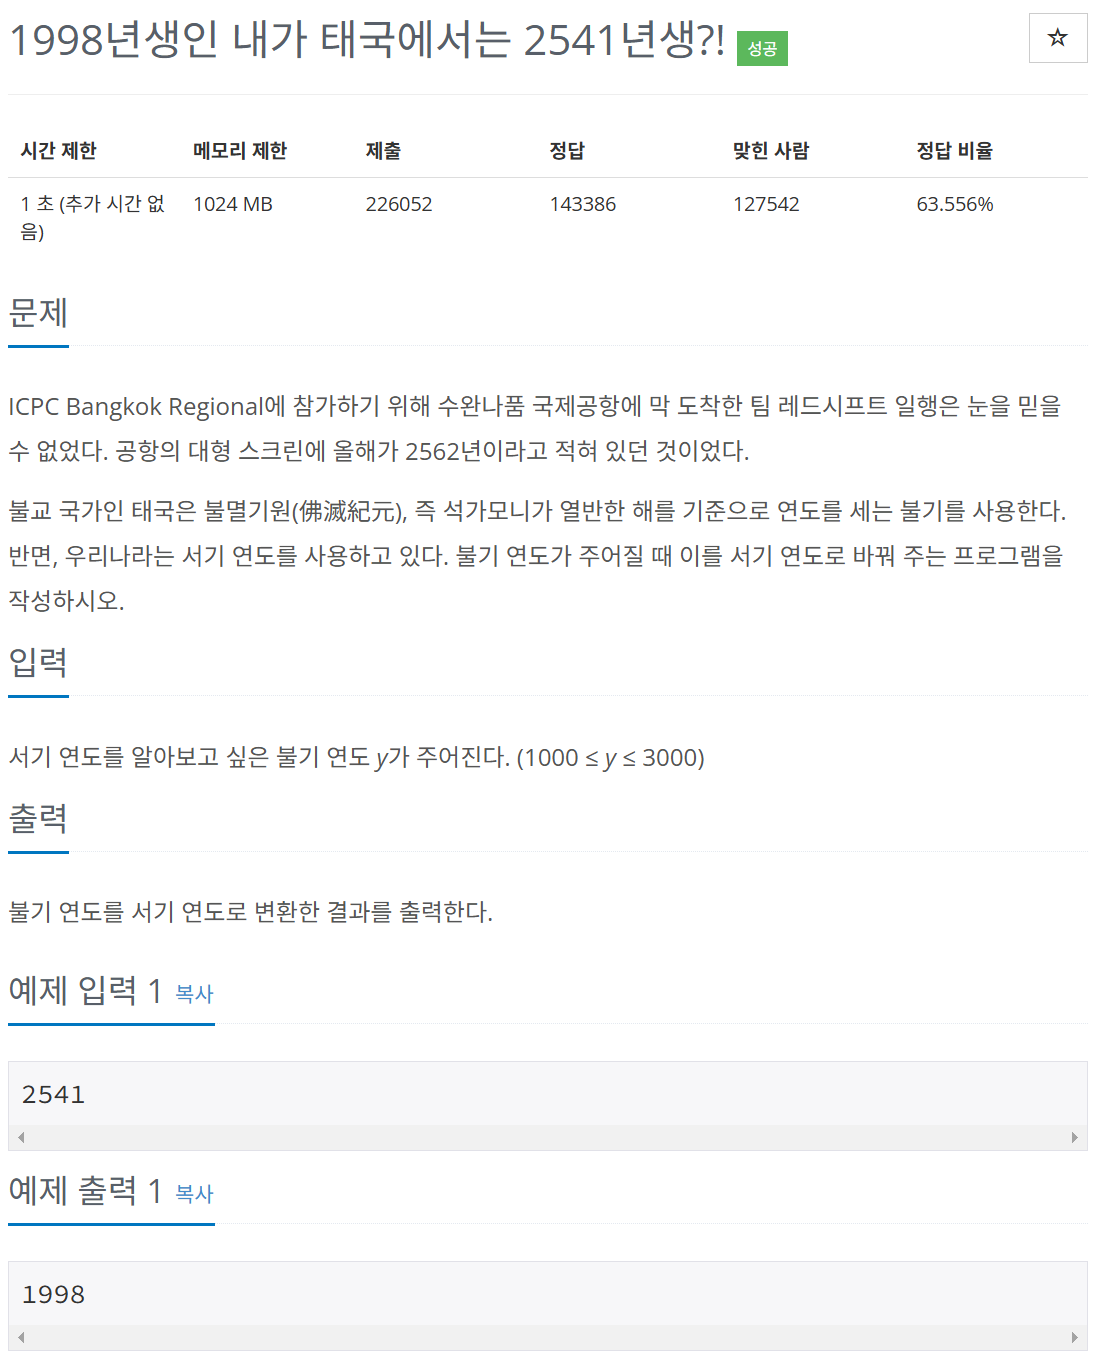 1998년생인 내가 태국에서는 2541년생?! 성공
☆
시간 제한 메모리 제한 제출 정답 맞힌 사람 정답 비율
1 초 (추가 시간 없 1024 MB 226052 143386 127542 63.556%
음)
문제
ICPC Bangkok Regional에 참가하기 위해 수완나품 국제공항에 막 도착한 팀 레드시프트 일행은 눈을 믿을
수 없었다. 공항의 대형 스크린에 올해가 2562년이라고 적혀 있던 것이었다.
불교 국가인 태국은 불멸기원(佛滅紀元), 즉 석가모니가 열반한 해를 기준으로 연도를 세는 불기를 사용한다.
반면, 우리나라는 서기 연도를 사용하고 있다. 불기 연도가 주어질 때 이를 서기 연도로 바꿔 주는 프로그램을
작성하시오.
입력
서기 연도를 알아보고 싶은 불기 연도 y가 주어진다. (1000 ≤ y ≤ 3000)
출력
불기 연도를 서기 연도로 변환한 결과를 출력한다.
예제 입력 1 복사
2541
예제 출력 1 복사
1998